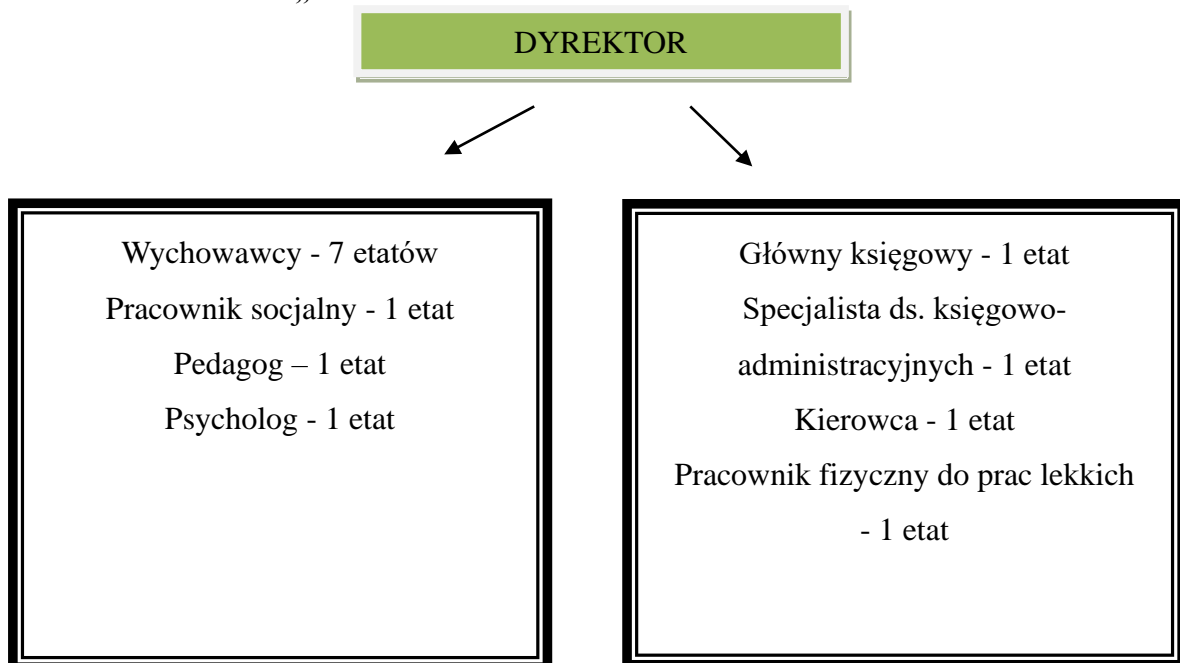 „
DYREKTOR
Wychowawcy - 7 etatów
Pracownik socjalny - 1 etat
Pedagog – 1 etat
Psycholog - 1 etat
Główny księgowy - 1 etat
Specjalista ds. księgowo-
administracyjnych - 1 etat
Kierowca - 1 etat
Pracownik fizyczny do prac lekkich
- 1 etat